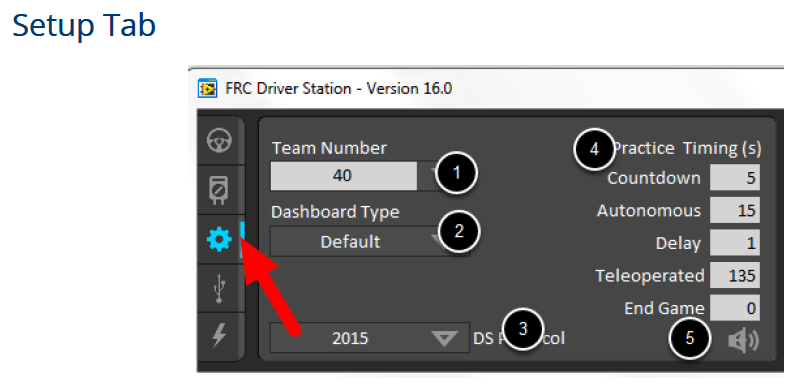 Setup Tab
FRC Driver Station - Version 16.0
Team Number
40
1
Dashboard Type
Default
2
2015
DS P 3 col
4 Practice Timing (s)
Countdown 5
Autonomous 15
Delay 1
Teleoperated 135
End Game 0
5